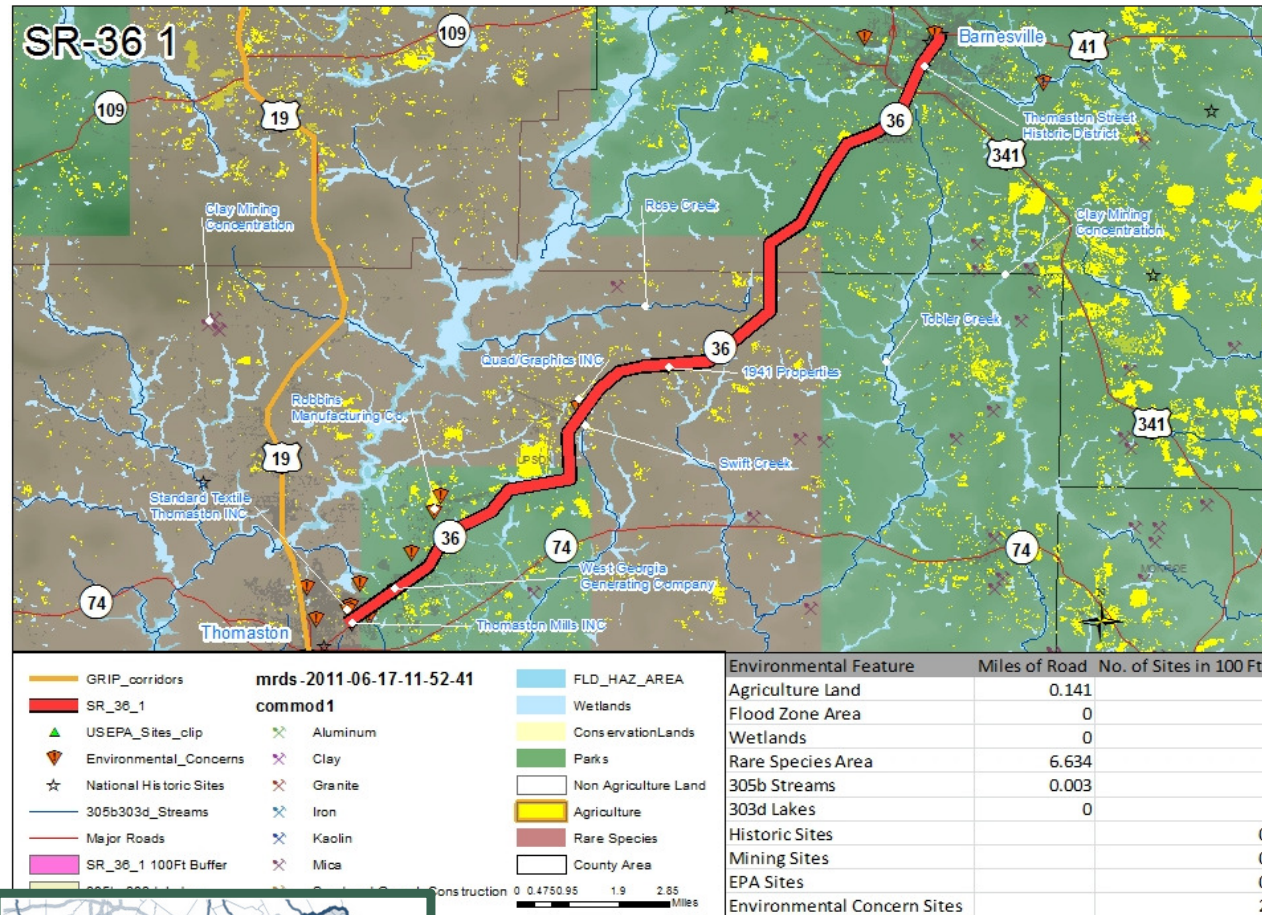 SR-36 1
109
Barnesville
41
109
19
36
Thomaston Street
Historic District
341
Clay Mining
Concentration
Rose Creek
Clay Mining
Concentration
Tobler Creek
36
Quad/Graphics INC
1941 Properties
Robbins
Manufacturing Co.
341
19
UPSON
Swift Creek
Standard Textile
Thomaston INC
36
74
74
West Georgia
Generating Company
MONROE
74
Thomaston
Thomaston Mills INC
N
GRIP_corridors
SR_36_1
USEPA_Sites_clip
Environmental_Concerns
National Historic Sites
305b303d_Streams
Major Roads
SR_36_1 100Ft Buffer
mrds-2011-06-17-11-52-41
commod1
Aluminum
Clay
Granite
Iron
Kaolin
Mica
Construction
FLD_HAZ_AREA
Wetlands
ConservationLands
Parks
Non Agriculture Land
Agriculture
Rare Species
County Area
0 0.475 0.95 1.9 2.85
Miles
Environmental Feature Miles of Road No. of Sites in 100 Ft
Agriculture Land 0.141
Flood Zone Area 0
Wetlands 0
Rare Species Area 6.634
305b Streams 0.003
303d Lakes 0
Historic Sites 0
Mining Sites 0
EPA Sites 0
Environmental Concern Sites 2